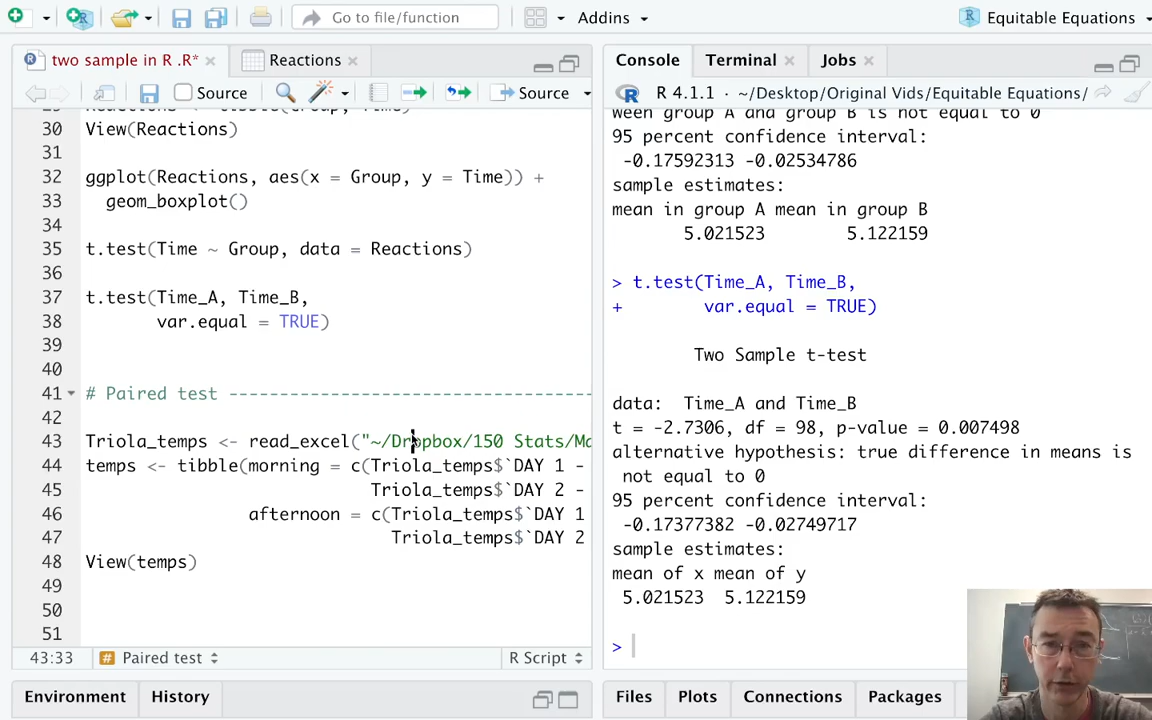 Go to file/function
Addins
Equitable Equations
two sample in R .R*
Reactions
Source
Source
30 View(Reactions)
31
32 ggplot(Reactions, aes(x = Group, y = Time)) +
33 geom_boxplot()
34
35 t.test(Time ~ Group, data = Reactions)
36
37 t.test(Time_A, Time_B,
38 var.equal = TRUE)
39
40
41 # Paired test ----------------------------------
42
43 Triola_temps <- read_excel("~/Dropbox/150 Stats/Ma
44 temps <- tibble(morning = c(Triola_temps$`DAY 1 -
45 Triola_temps$`DAY 2 -
46 afternoon = c(Triola_temps$`DAY 1
47 Triola_temps$`DAY 2
48 View(temps)
49
50
51
43:33 # Paired test R Script
Environment History
Console Terminal Jobs
R 4.1.1 · ~/Desktop/Original Vids/Equitable Equations/
ween group A and group B is not equal to 0
95 percent confidence interval:
-0.17592313 -0.02534786
sample estimates:
mean in group A mean in group B
5.021523 5.122159
> t.test(Time_A, Time_B,
+ var.equal = TRUE)
Two Sample t-test
data: Time_A and Time_B
t = -2.7306, df = 98, p-value = 0.007498
alternative hypothesis: true difference in means is
not equal to 0
95 percent confidence interval:
-0.17377382 -0.02749717
sample estimates:
mean of x mean of y
5.021523 5.122159
>
Files Plots Connections Packages